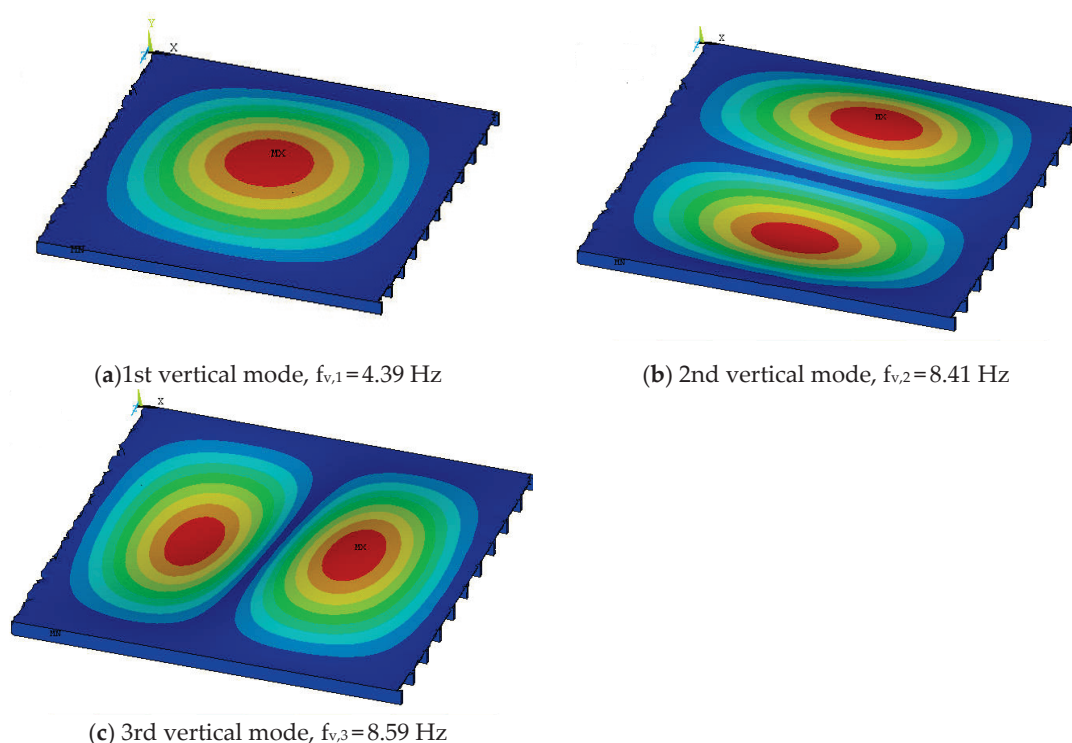 Y
X
MX
MN
(a)1st vertical mode, fv,1=4.39 Hz
X
MX
MN
(b) 2nd vertical mode, fv,2=8.41 Hz
X
MX
MN
(c) 3rd vertical mode, fv,3=8.59 Hz